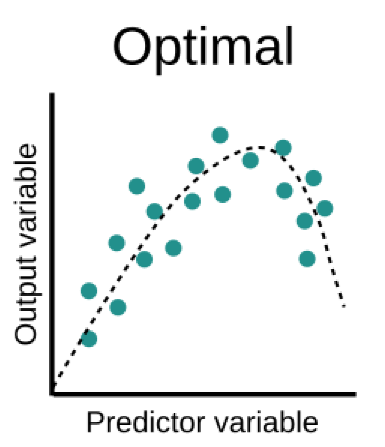 Optimal
Output variable
Predictor variable